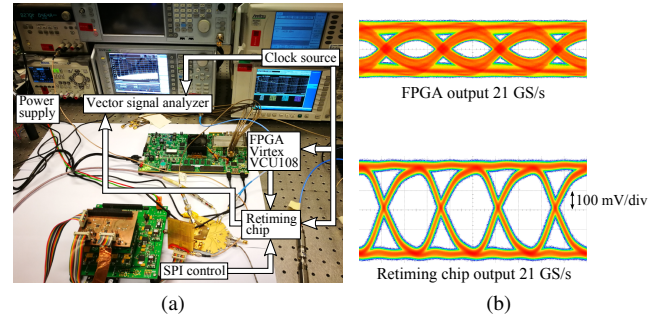 Clock source
Vector signal analyzer
Power
supply
FPGA
Virtex
VCU108
Retiming
chip
SPI control
(a)
FPGA output 21 GS/s
100 mV/div
Retiming chip output 21 GS/s
(b)